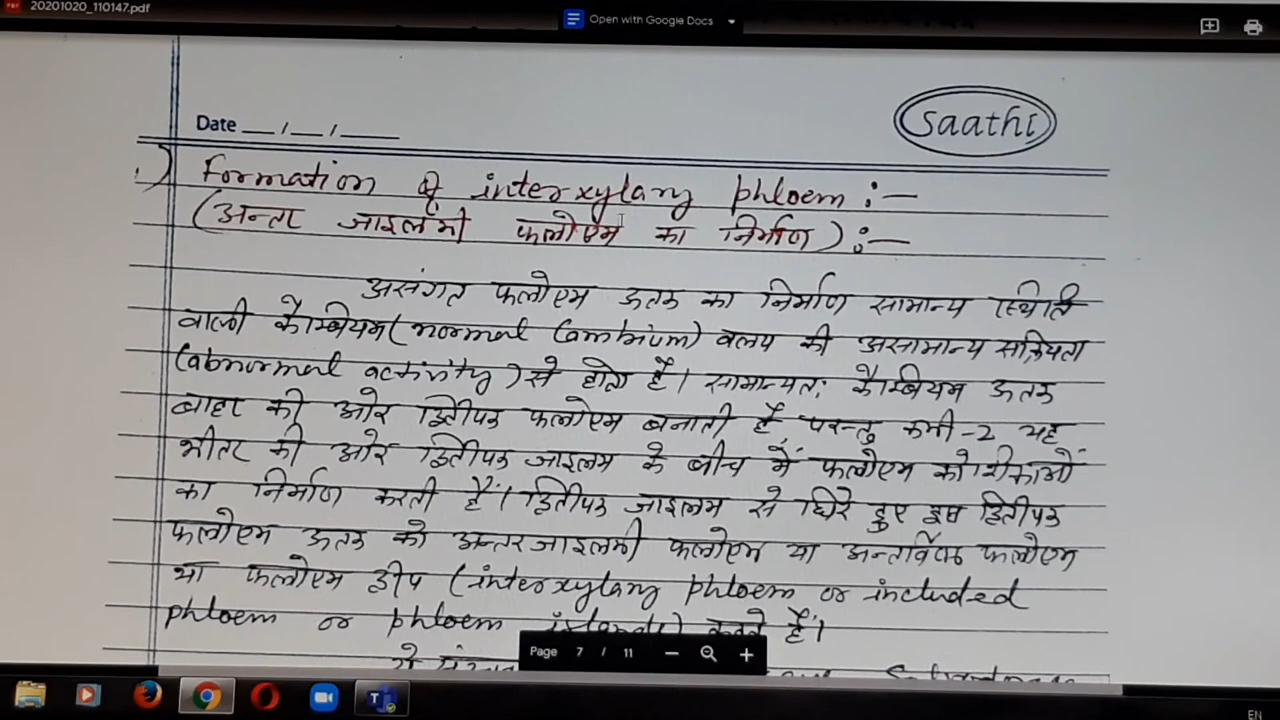 20201020_110147.pdf
Open with Google Docs
Date __/__/____
Saathi
Formation of interxylary phloem :—
(अन्तर जाइलमी फ्लोएम का निर्माण) :—
असंगत फ्लोएम ऊतक का निर्माण सामान्य स्थिति
वाली कैम्बियम (normal Cambium) वलय की असामान्य सक्रियता
(abnormal activity) से होता है। सामान्यतः कैम्बियम ऊतक
बाहर की ओर द्वितीयक फ्लोएम बनाती है, परन्तु कभी-2 यह
भीतर की ओर द्वितीयक जाइलम के बीच में फ्लोएम कोशिकाओं
का निर्माण करती हैं। द्वितीयक जाइलम से घिरे हुए इस द्वितीयक
फ्लोएम ऊतक को अन्तरजाइलमी फ्लोएम या अन्तर्विष्ट फ्लोएम
या फ्लोएम द्वीप (interxylary phloem or included
phloem or phloem islands) कहते हैं।
Page 7 / 11
EN